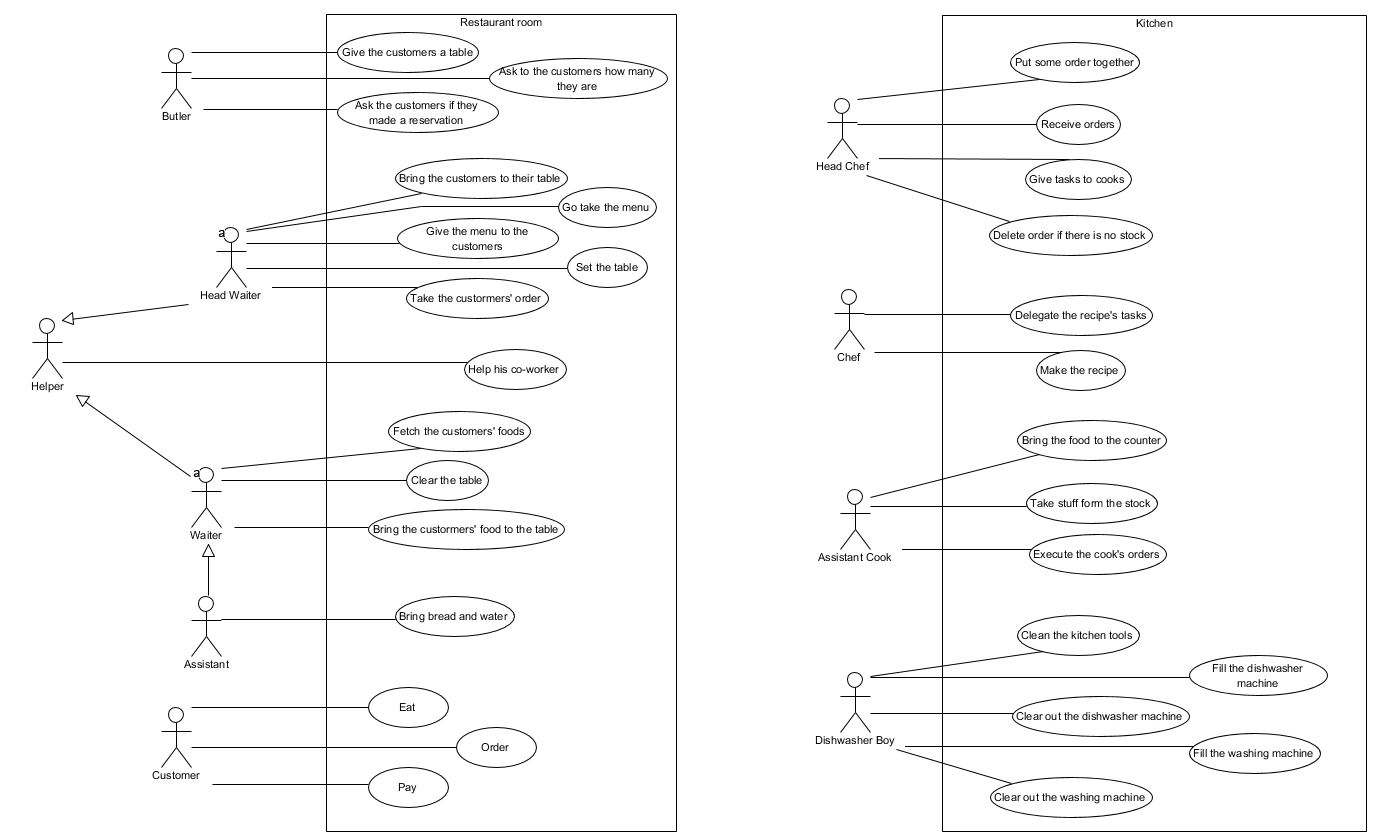 Restaurant room
Give the customers a table
Ask to the customers how many
they are
Butler
Ask the customers if they
made a reservation
Bring the customers to their table
Go take the menu
a
Give the menu to the
customers
Set the table
Head Waiter
Take the custormers' order
Helper
Help his co-worker
Fetch the customers' foods
a
Clear the table
Waiter
Bring the custormers' food to the table
Bring bread and water
Assistant
Eat
Order
Customer
Pay
Kitchen
Put some order together
Receive orders
Head Chef
Give tasks to cooks
Delete order if there is no stock
Delegate the recipe's tasks
Chef
Make the recipe
Bring the food to the counter
Take stuff form the stock
Assistant Cook
Execute the cook's orders
Clean the kitchen tools
Fill the dishwasher
machine
Clear out the dishwasher machine
Dishwasher Boy
Fill the washing machine
Clear out the washing machine